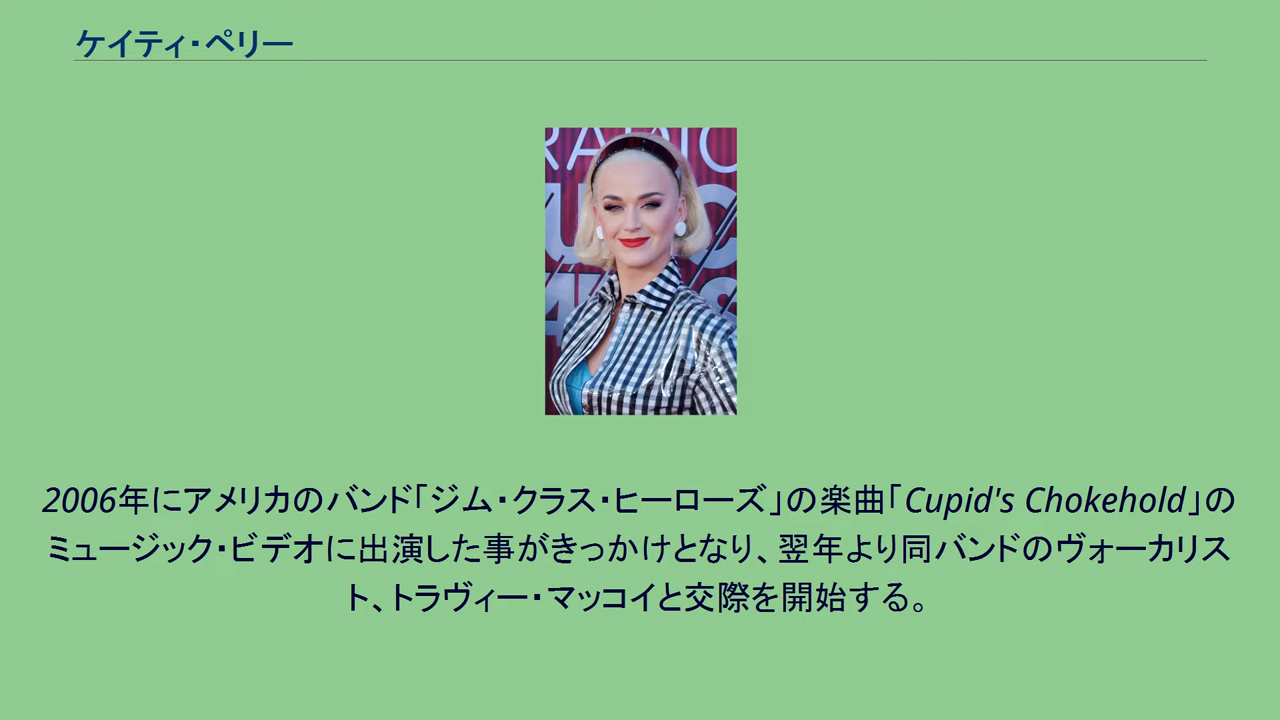 ケイティ・ペリー
RADIO
MUSIC
2006年にアメリカのバンド「ジム・クラス・ヒーローズ」の楽曲「Cupid's Chokehold」の
ミュージック・ビデオに出演した事がきっかけとなり、翌年より同バンドのヴォーカリス
ト、トラヴィー・マッコイと交際を開始する。